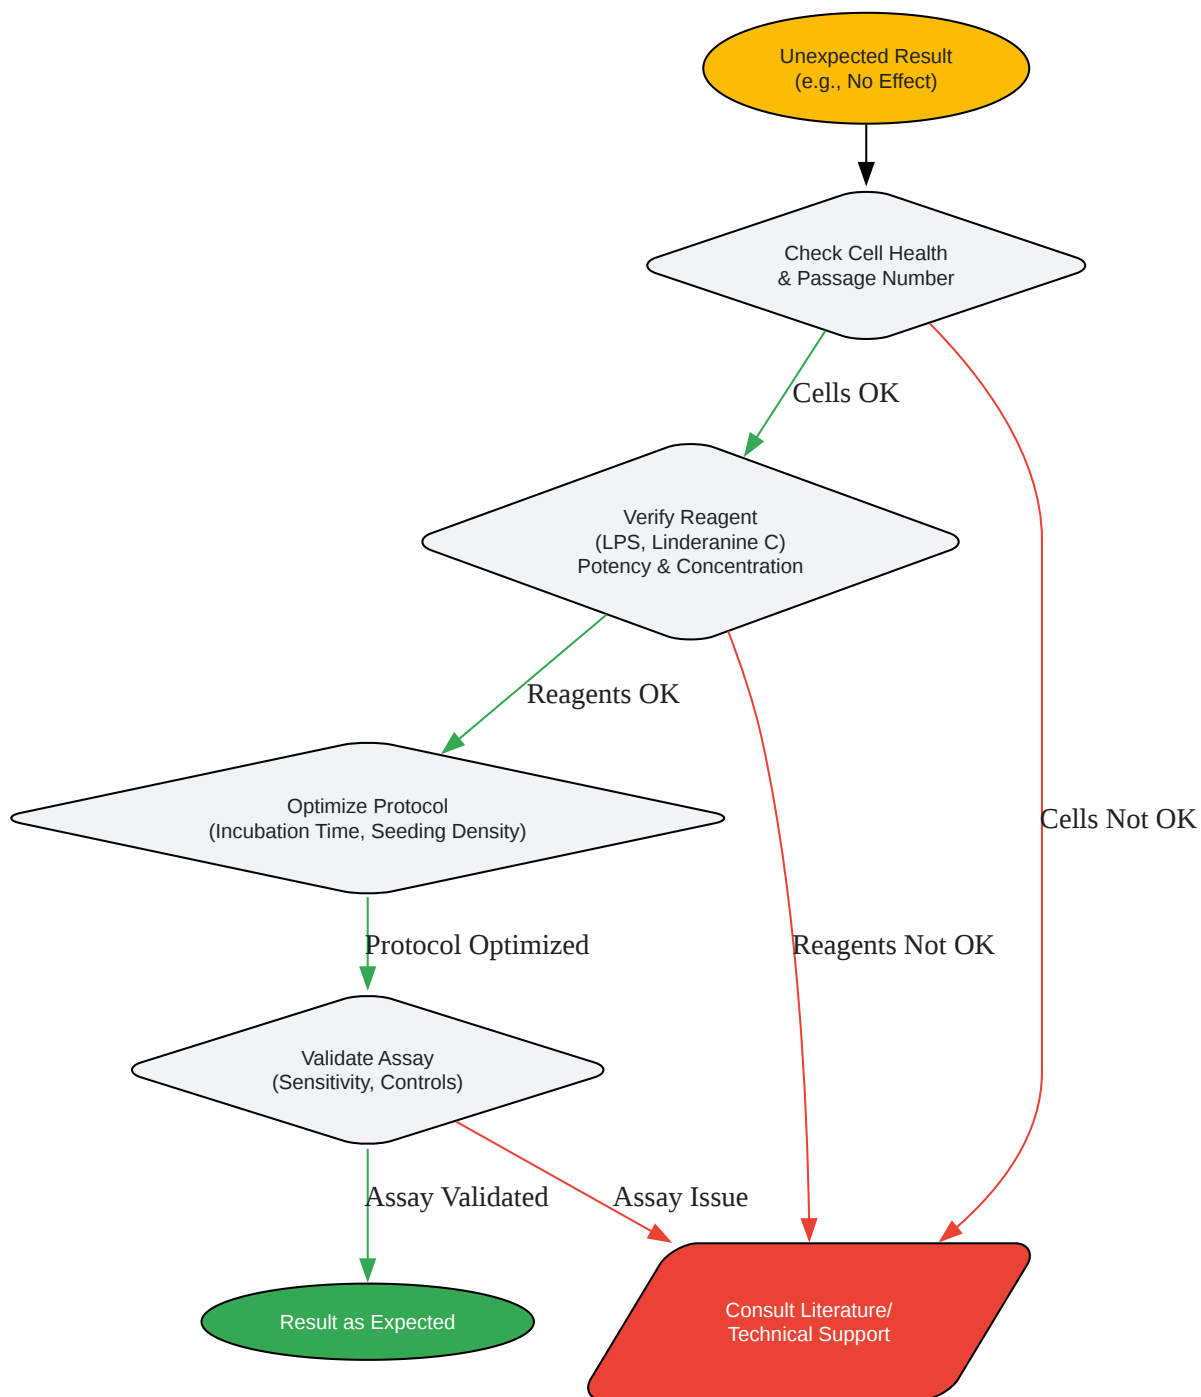 Unexpected Result
(e.g., No Effect)
Check Cell Health
& Passage Number
Cells OK
Verify Reagent
(LPS, Linderanine C)
Potency & Concentration
Reagents OK
Optimize Protocol
(Incubation Time, Seeding Density)
Cells Not OK
Protocol Optimized
Reagents Not OK
Validate Assay
(Sensitivity, Controls)
Assay Validated
Assay Issue
Result as Expected
Consult Literature/
Technical Support